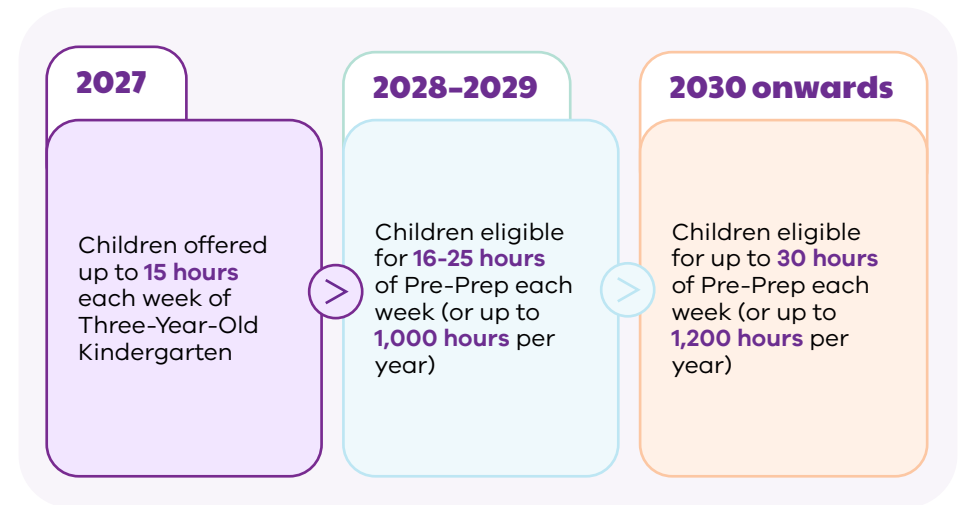 2027
Children offered
up to 15 hours
each week of
Three-Year-Old
Kindergarten
2028–2029
Children eligible
for 16-25 hours
of Pre-Prep each
week (or up to
1,000 hours per
year)
2030 onwards
Children eligible
for up to 30 hours
of Pre-Prep each
week (or up to
1,200 hours per
year)